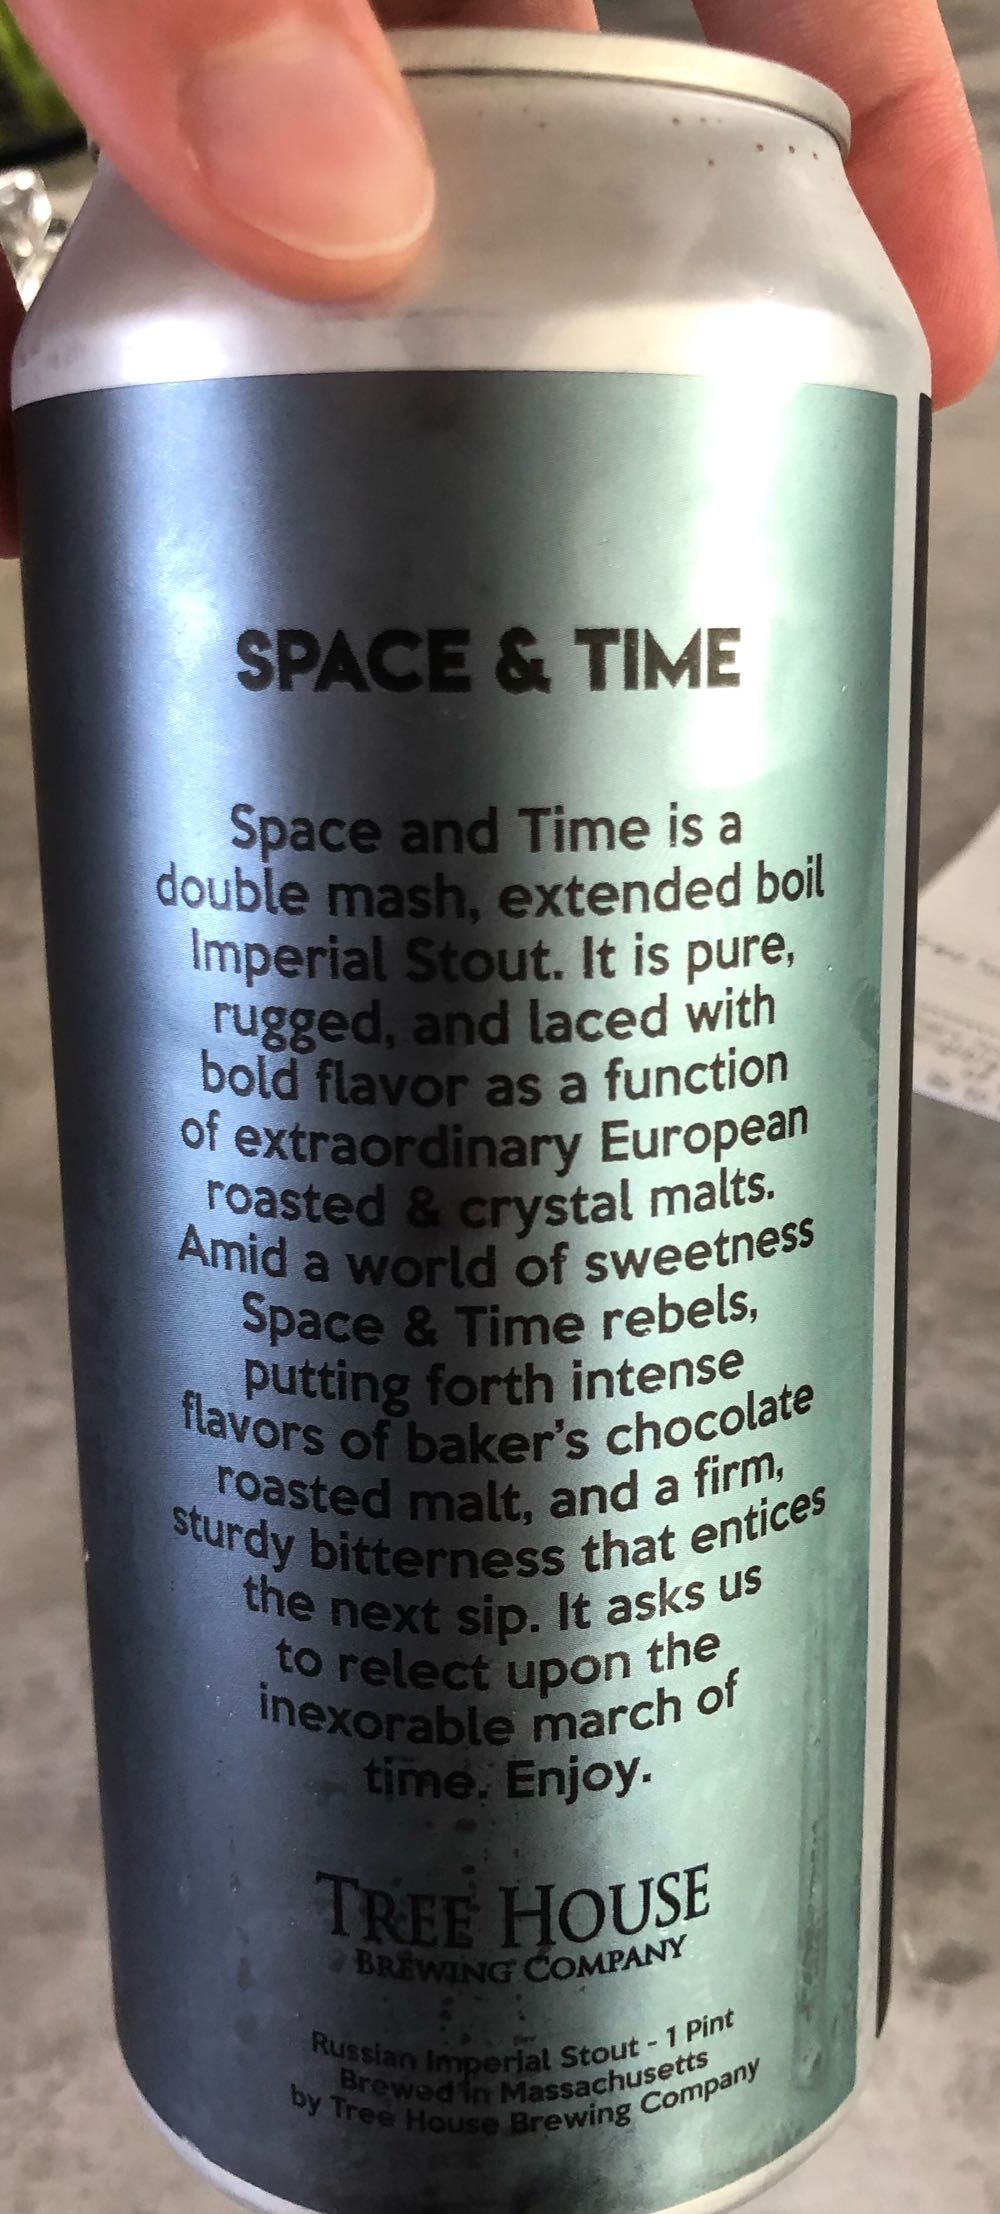 SPACE & TIME
Space and Time is a
double mash, extended boil
Imperial Stout. It is pure,
rugged, and laced with
bold flavor as a function
of extraordinary European
roasted & crystal malts.
Amid a world of sweetness
Space & Time rebels,
putting forth intense
flavors of baker's chocolate
roasted malt, and a firm,
sturdy bitterness that entices
the next sip. It asks us
to relect upon the
inexorable march of
time. Enjoy.
TREE HOUSE
BREWING COMPANY
Russian Imperial Stout - 1 Pint
Brewed in Massachusetts
by Tree House Brewing Company